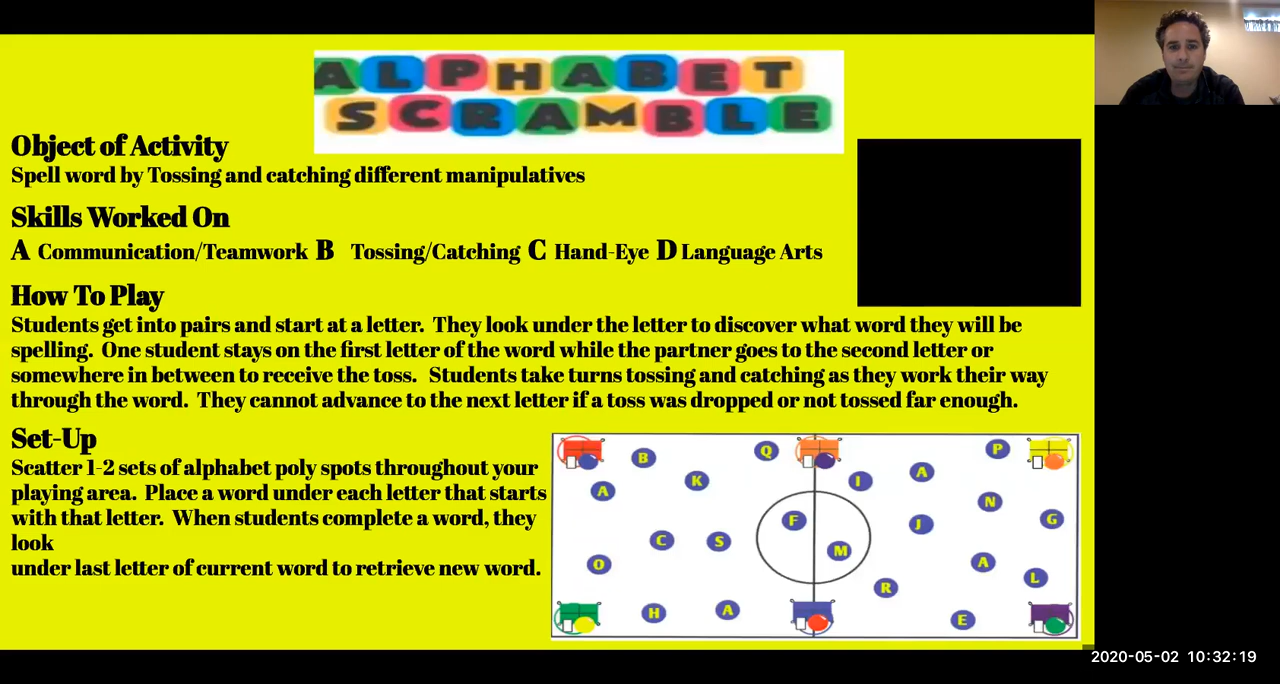 ALPHABET
SCRAMBLE
Object of Activity
Spell word by Tossing and catching different manipulatives
Skills Worked On
A Communication/Teamwork B Tossing/Catching C Hand-Eye D Language Arts
How To Play
Students get into pairs and start at a letter. They look under the letter to discover what word they will be
spelling. One student stays on the first letter of the word while the partner goes to the second letter or
somewhere in between to receive the toss. Students take turns tossing and catching as they work their way
through the word. They cannot advance to the next letter if a toss was dropped or not tossed far enough.
Set-Up
Scatter 1-2 sets of alphabet poly spots throughout your
playing area. Place a word under each letter that starts
with that letter. When students complete a word, they
look
under last letter of current word to retrieve new word.
B Q P
K I A
A N G
F J
C S M
O A L
R
H A E
2020-05-02 10:32:19